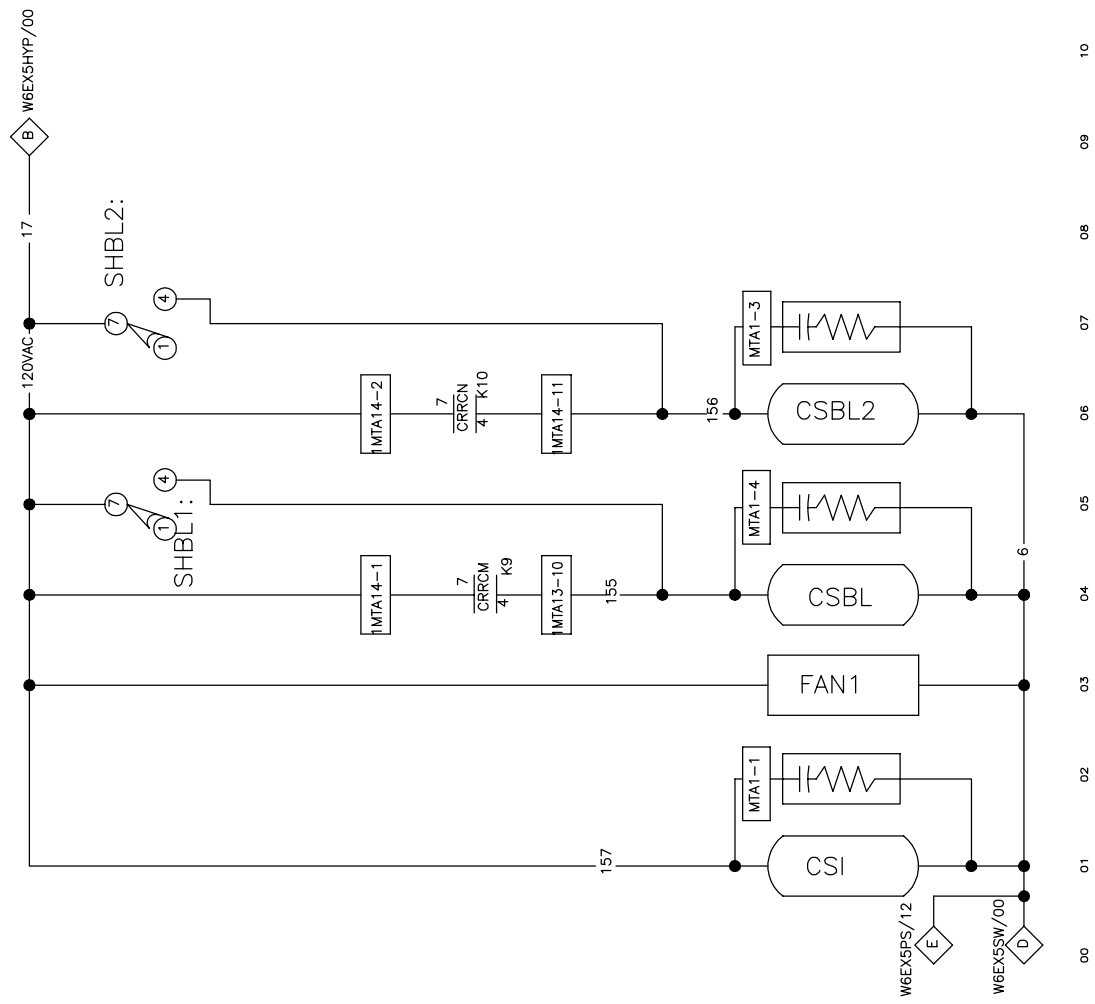 B W6EX5HYP/00
10
09
17
08
SHBL2:
7
4
1
120VAC
07
MTA1-3
1MTA14-2
7
CRRCN
4
K10
1MTA14-11
156
CSBL2
06
7
4
1
SHBL1:
MTA1-4
05
1MTA14-1
7
CRRCM
4
K9
1MTA13-10
155
CSBL
6
04
FAN1
03
MTA1-1
02
157
CSI
01
W6EX5PS/12
E
W6EX5SW/00
D
00